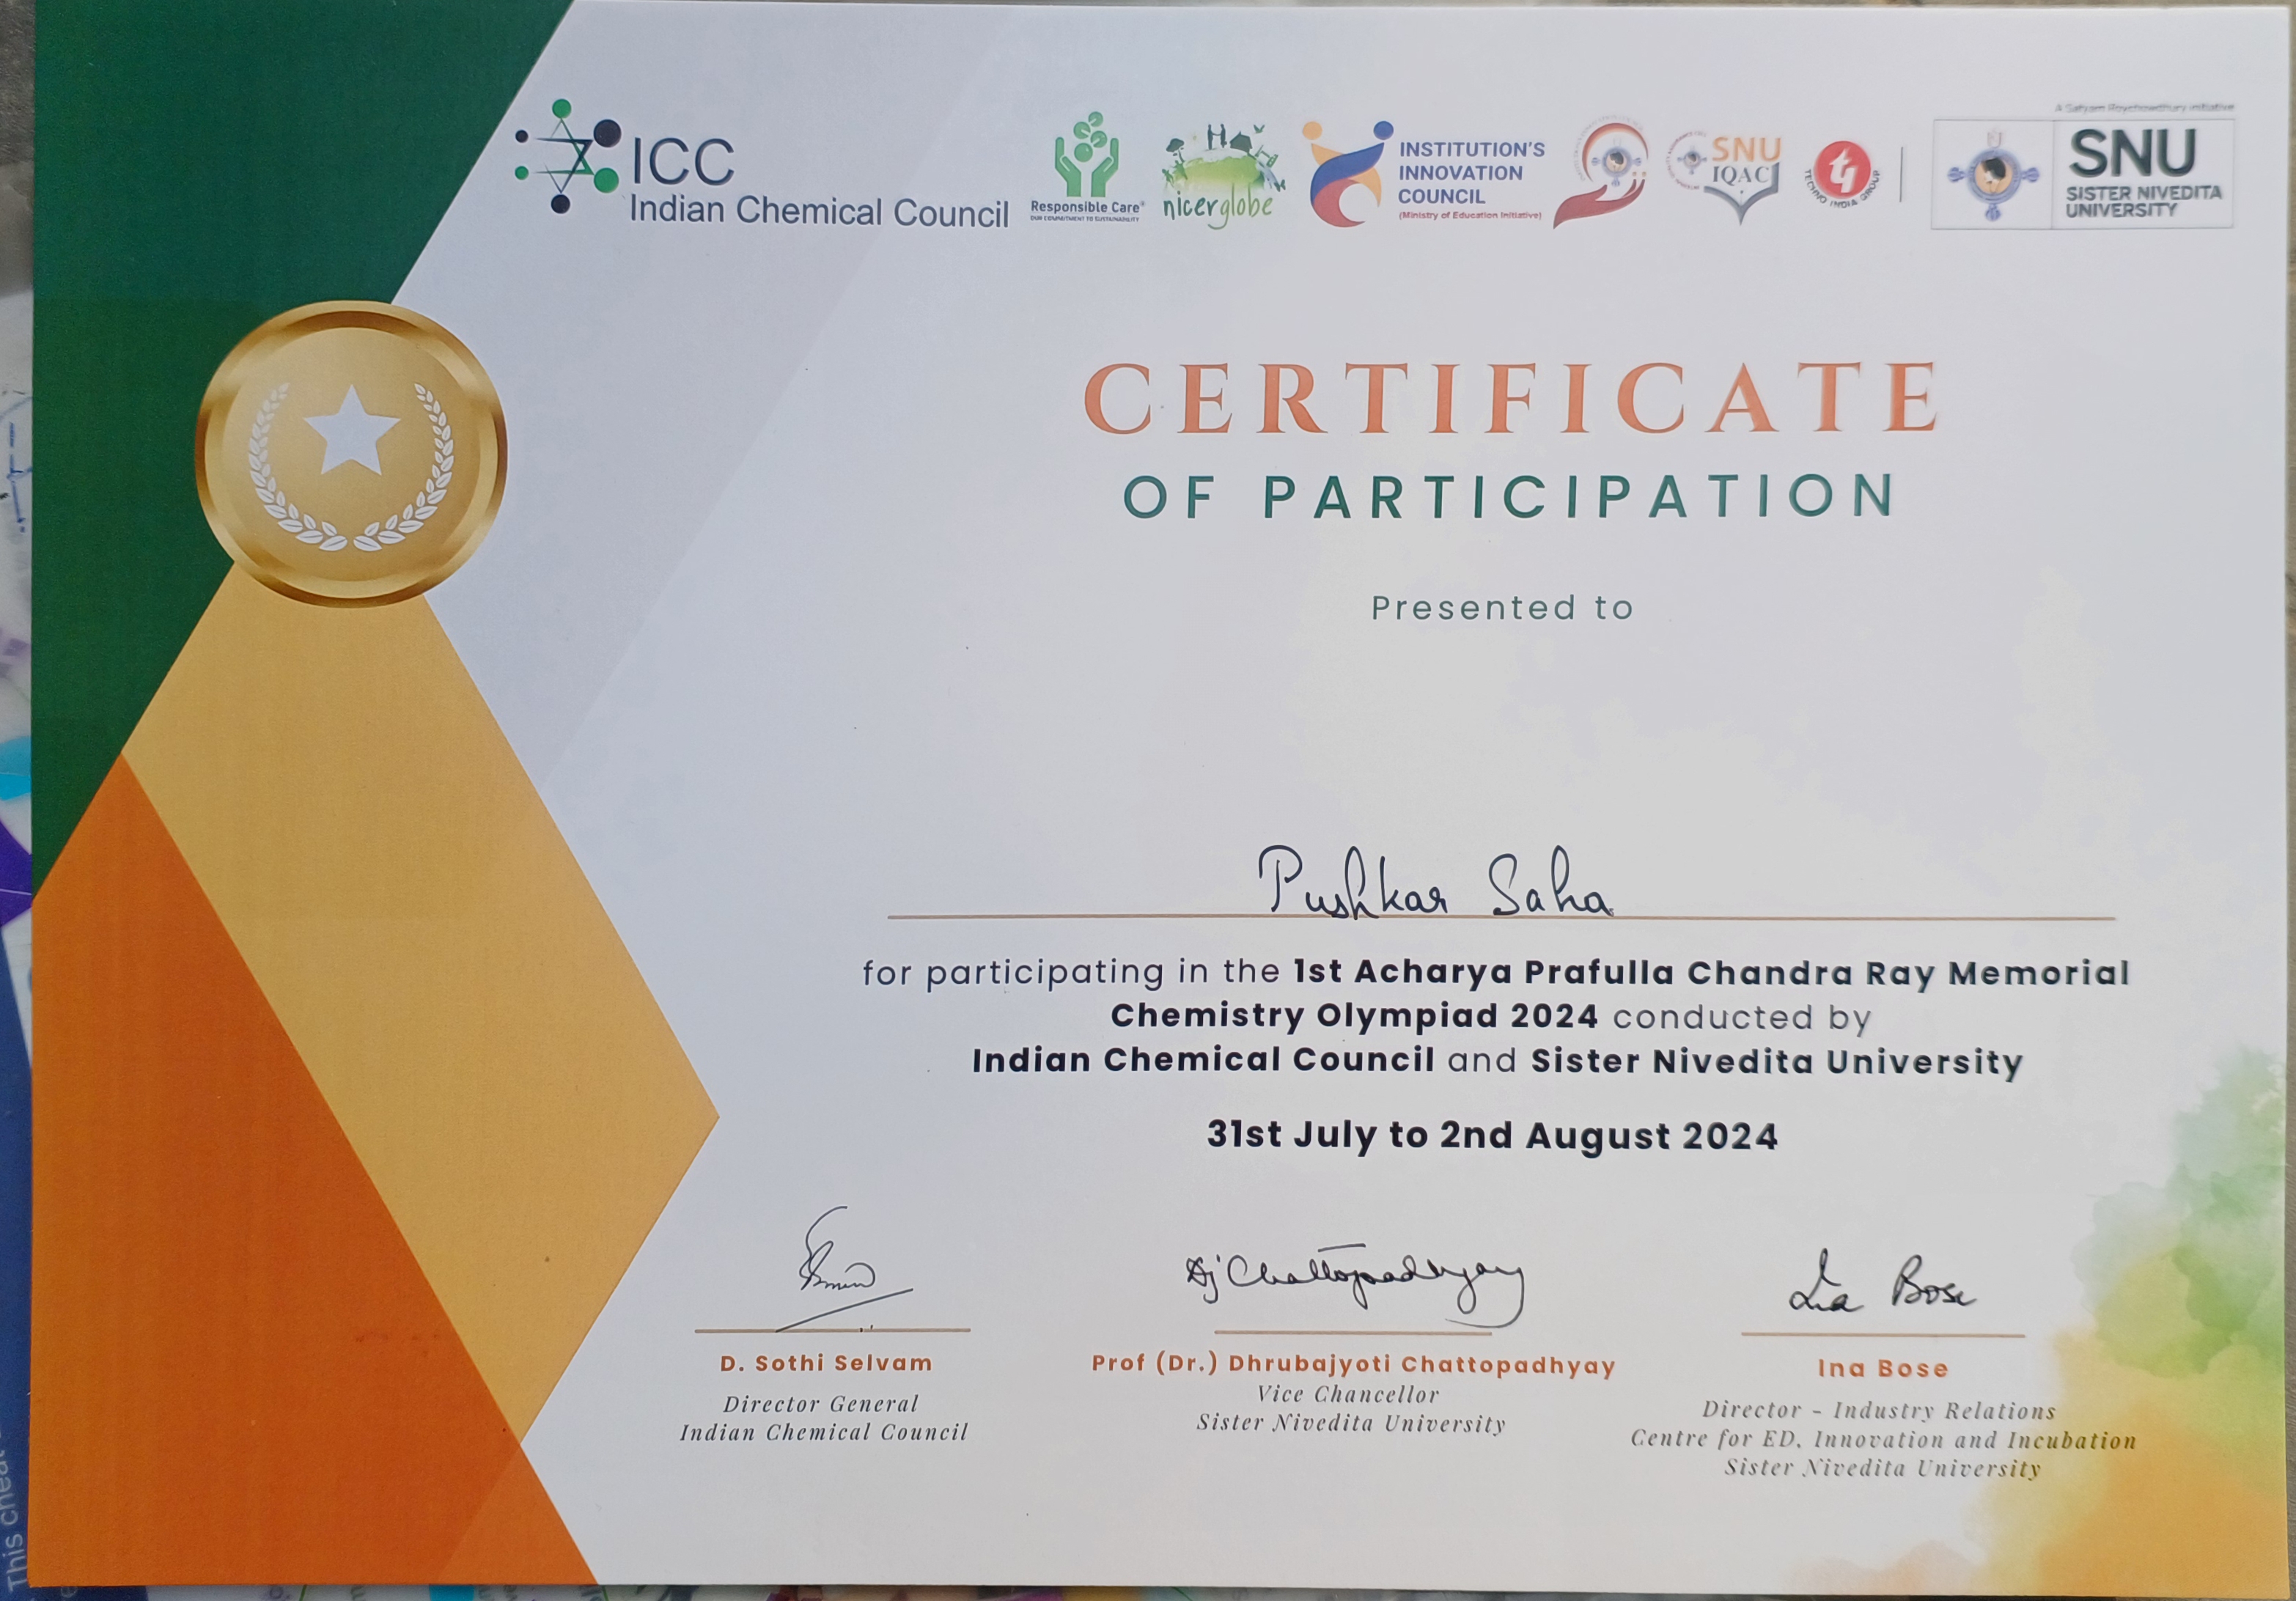 A Satyam Roychowdhury initiative
ICC
Indian Chemical Council
Responsible Care®
OUR COMMITMENT TO SUSTAINABILITY
nicerglobe
INSTITUTION'S
INNOVATION
COUNCIL
(Ministry of Education Initiative)
SNU
IQAC
TECHNO INDIA GROUP
SNU
SISTER NIVEDITA
UNIVERSITY
CERTIFICATE
OF PARTICIPATION
Presented to
Pushkar Saha
for participating in the 1st Acharya Prafulla Chandra Ray Memorial
Chemistry Olympiad 2024 conducted by
Indian Chemical Council and Sister Nivedita University
31st July to 2nd August 2024
Dj Chattopadhyay
Ina Bose
D. Sothi Selvam
Director General
Indian Chemical Council
Prof (Dr.) Dhrubajyoti Chattopadhyay
Vice Chancellor
Sister Nivedita University
Ina Bose
Director - Industry Relations
Centre for ED, Innovation and Incubation
Sister Nivedita University
This cheat